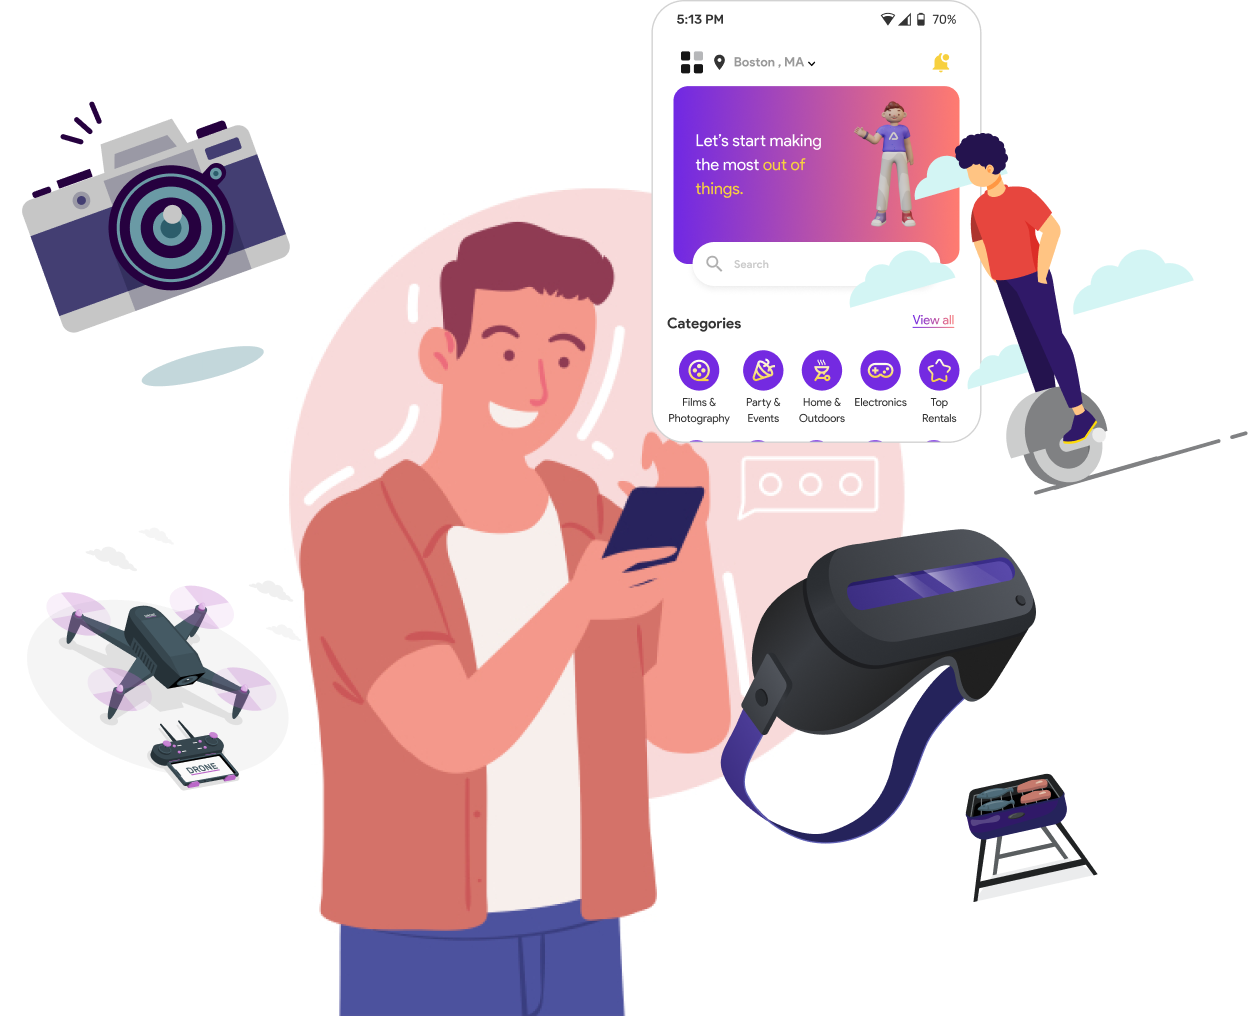 5:13 PM
70%
Boston , MA
Let's start making
the most out of
things.
Search
Categories
View all
Films &
Photography
Party &
Events
Home &
Outdoors
Electronics
Top
Rentals
DRONE